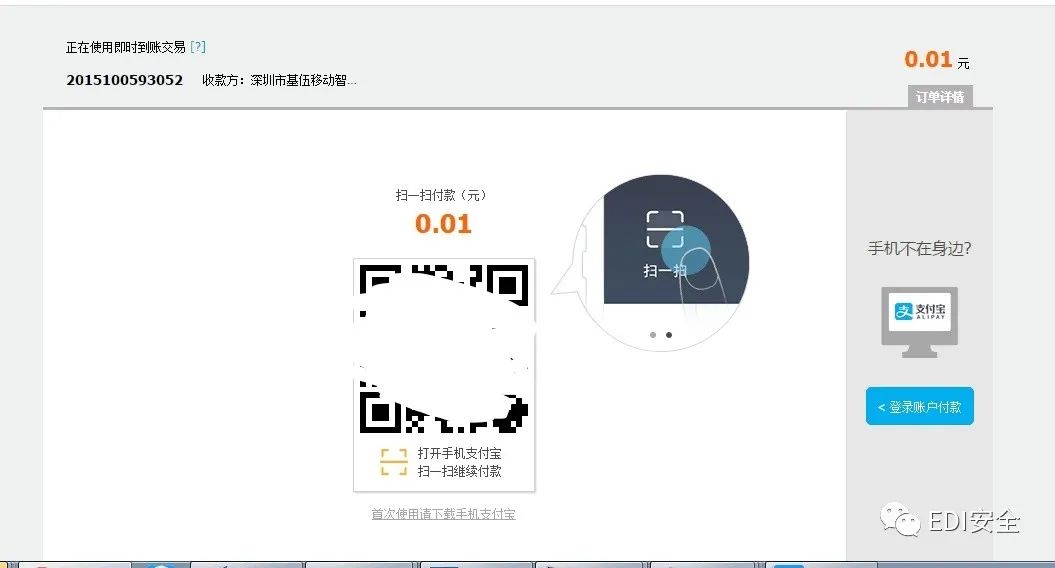 正在使用即时到账交易 [?]
0.01 元
2015100593052 收款方：深圳市基伍移动智...
订单详情
扫一扫付款（元）
0.01
扫一扫
手机不在身边?
支付宝
ALIPAY
< 登录账户付款
打开手机支付宝
扫一扫继续付款
首次使用请下载手机支付宝
EDI安全